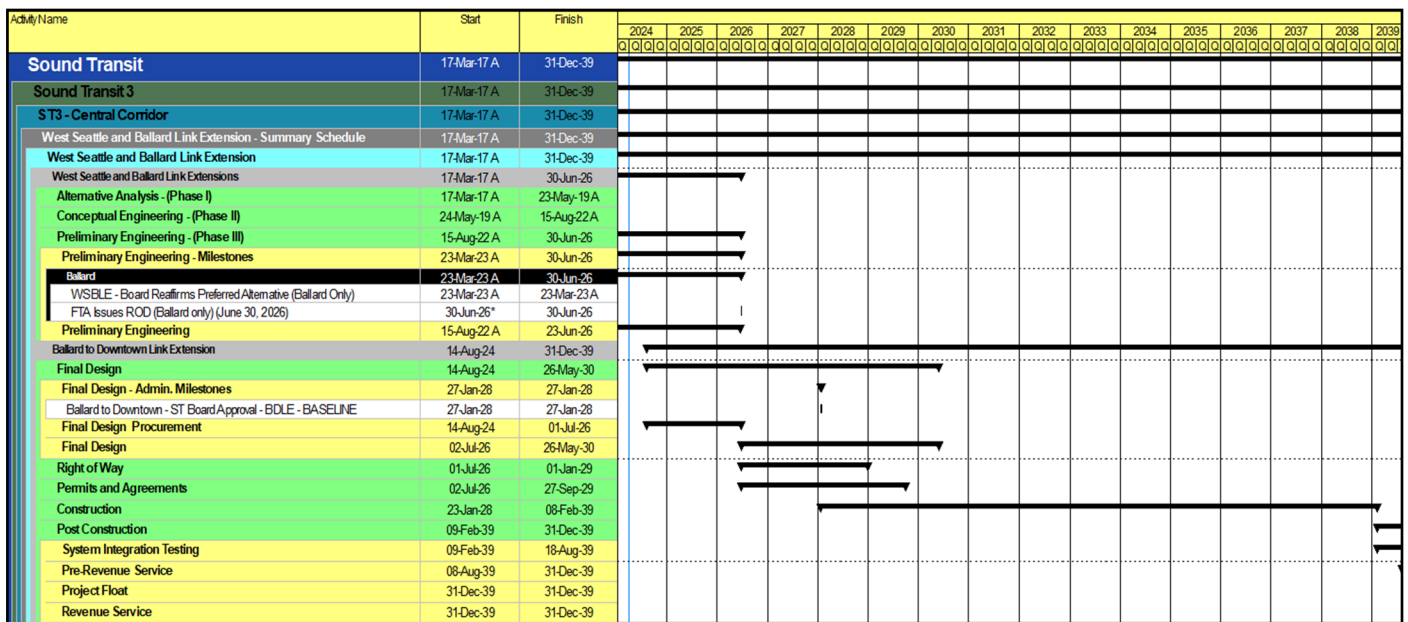 Activity Name Start Finish
2024 2025 2026 2027 2028 2029 2030 2031 2032 2033 2034 2035 2036 2037 2038 2039
Q Q Q Q Q Q Q Q Q Q Q Q Q Q Q Q Q Q Q Q Q Q Q Q Q Q Q Q Q Q Q Q Q Q Q Q Q Q Q Q Q Q Q Q Q Q Q Q Q Q Q Q Q Q Q Q Q Q Q Q Q Q
Sound Transit 17-Mar-17 A 31-Dec-39
Sound Transit 3 17-Mar-17 A 31-Dec-39
ST3 - Central Corridor 17-Mar-17 A 31-Dec-39
West Seattle and Ballard Link Extension - Summary Schedule 17-Mar-17 A 31-Dec-39
West Seattle and Ballard Link Extension 17-Mar-17 A 31-Dec-39
West Seattle and Ballard Link Extensions 17-Mar-17 A 30-Jun-26
Alternative Analysis - (Phase I) 17-Mar-17 A 23-May-19 A
Conceptual Engineering - (Phase II) 24-May-19 A 15-Aug-22 A
Preliminary Engineering - (Phase III) 15-Aug-22 A 30-Jun-26
Preliminary Engineering - Milestones 23-Mar-23 A 30-Jun-26
Ballard 23-Mar-23 A 30-Jun-26
WSBLE - Board Reaffirms Preferred Alternative (Ballard Only) 23-Mar-23 A 23-Mar-23 A
FTA Issues ROD (Ballard only) (June 30, 2026) 30-Jun-26* 30-Jun-26
Preliminary Engineering 15-Aug-22 A 23-Jun-26
Ballard to Downtown Link Extension 14-Aug-24 31-Dec-39
Final Design 14-Aug-24 26-May-30
Final Design - Admin. Milestones 27-Jan-28 27-Jan-28
Ballard to Downtown - ST Board Approval - BDLE - BASELINE 27-Jan-28 27-Jan-28
Final Design Procurement 14-Aug-24 01-Jul-26
Final Design 02-Jul-26 26-May-30
Right of Way 01-Jul-26 01-Jan-29
Permits and Agreements 02-Jul-26 27-Sep-29
Construction 23-Jan-28 08-Feb-39
Post Construction 09-Feb-39 31-Dec-39
System Integration Testing 09-Feb-39 18-Aug-39
Pre-Revenue Service 08-Aug-39 31-Dec-39
Project Float 31-Dec-39 31-Dec-39
Revenue Service 31-Dec-39 31-Dec-39